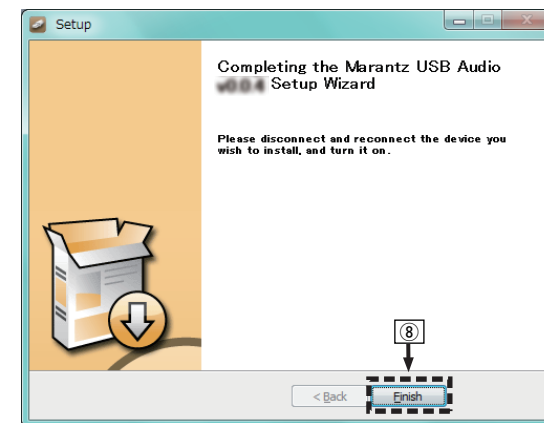 Setup
Completing the Marantz USB Audio
Setup Wizard
Please disconnect and reconnect the device you
wish to install, and turn it on.
⑧
< Back
Finish